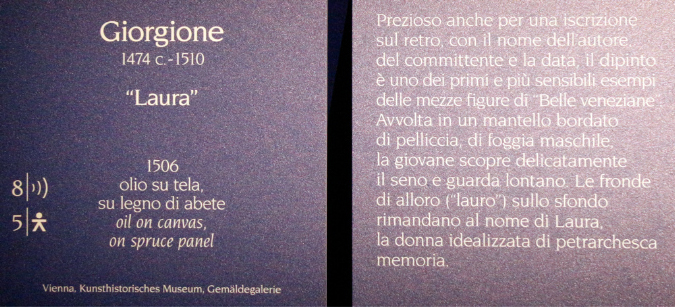 Giorgione
1474 c.-1510
"Laura"
1506
olio su tela,
su legno di abete
oil on canvas,
on spruce panel
8
5
Vienna, Kunsthistorisches Museum, Gemäldegalerie
Prezioso anche per una iscrizione
sul retro, con il nome dell'autore,
del committente e la data, il dipinto
è uno dei primi e più sensibili esempi
delle mezze figure di "Belle veneziane".
Avvolta in un mantello bordato
di pelliccia, di foggia maschile,
la giovane scopre delicatamente
il seno e guarda lontano. Le fronde
di alloro ("lauro") sullo sfondo
rimandano al nome di Laura,
la donna idealizzata di petrarchesca
memoria.